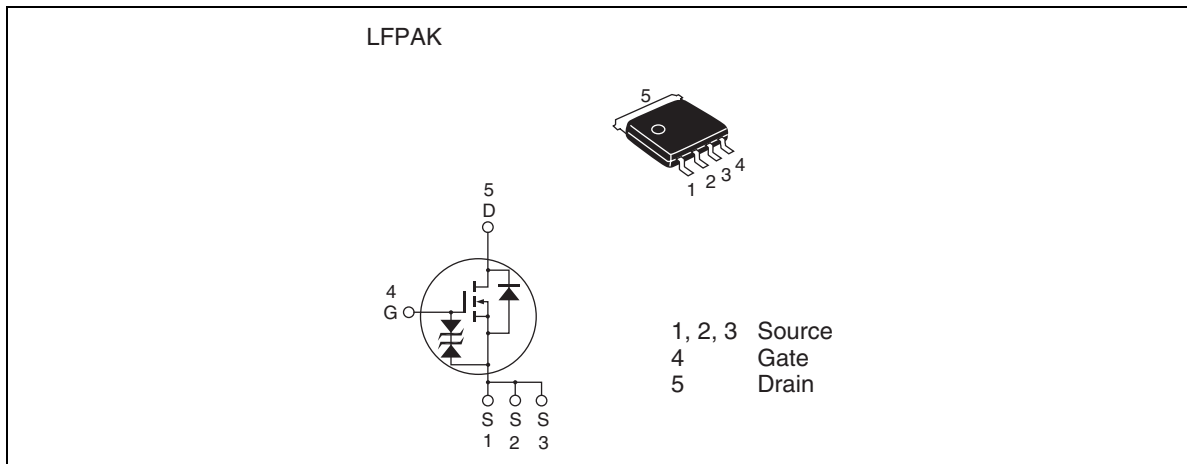 LFPAK
5
1 2 3 4
5
D
4
G
S S S
1 2 3
1, 2, 3 Source
4 Gate
5 Drain